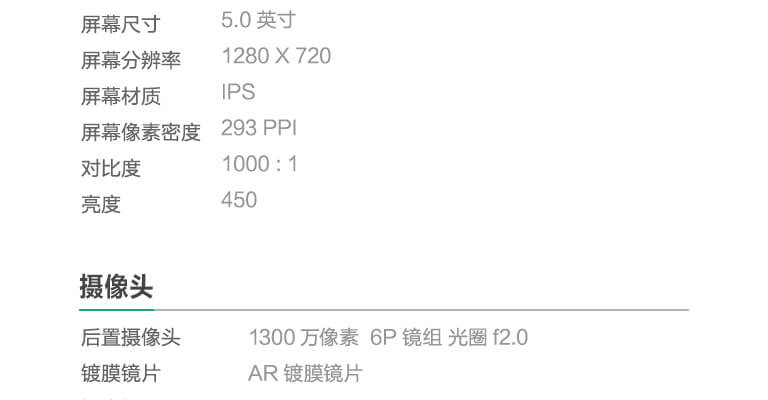 屏幕尺寸 5.0 英寸
屏幕分辨率 1280 X 720
屏幕材质 IPS
屏幕像素密度 293 PPI
对比度 1000 : 1
亮度 450
摄像头
后置摄像头 1300 万像素 6P 镜组 光圈 f2.0
镀膜镜片 AR 镀膜镜片